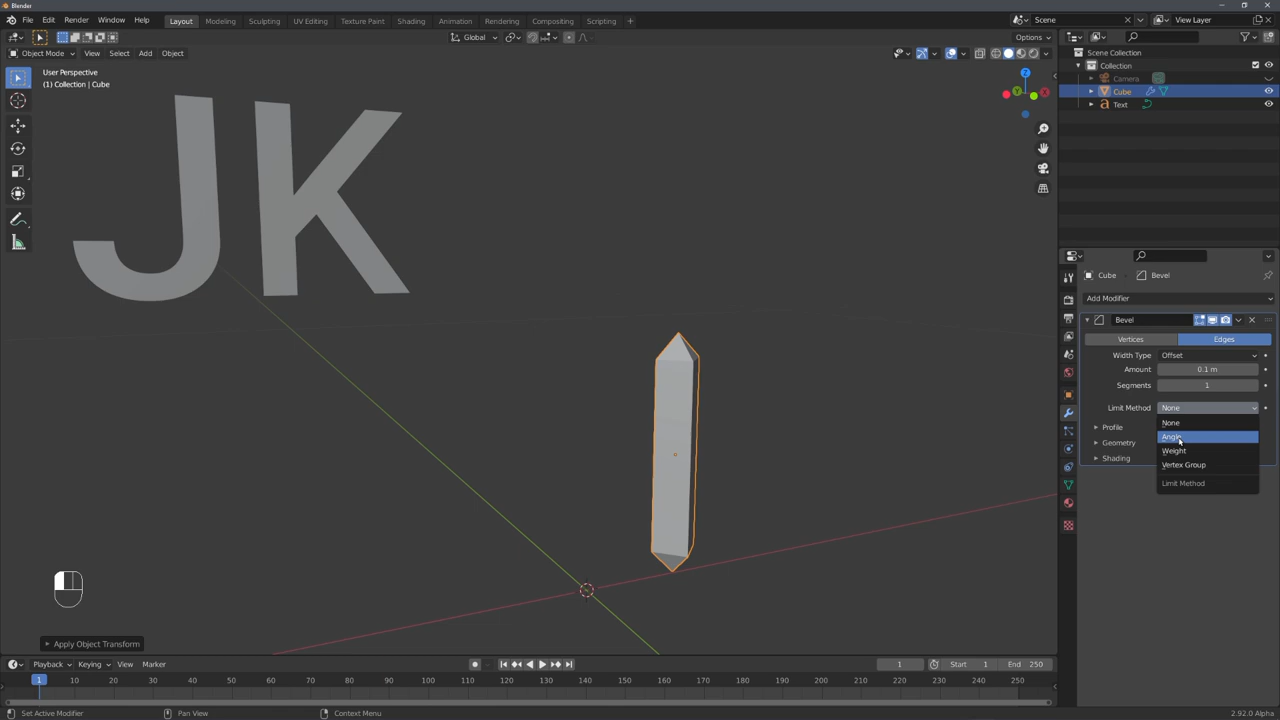 Blender
File Edit Render Window Help
Layout Modeling Sculpting UV Editing Texture Paint Shading Animation Rendering Compositing Scripting +
Scene
View Layer
Global
Options
Object Mode View Select Add Object
User Perspective
(1) Collection | Cube
JK
Z
Y
X
Scene Collection
Collection
Camera
Cube
Text
Cube
Bevel
Add Modifier
Bevel
Vertices
Edges
Width Type
Offset
Amount
0.1 m
Segments
1
Limit Method
None
None
Angle
Weight
Vertex Group
Limit Method
Profile
Geometry
Shading
Apply Object Transform
Playback
Keying
View
Marker
1
Start 1
End 250
1 10 20 30 40 50 60 70 80 90 100 110 120 130 140 150 160 170 180 190 200 210 220 230 240 250
Set Active Modifier
Pan View
Context Menu
2.92.0 Alpha